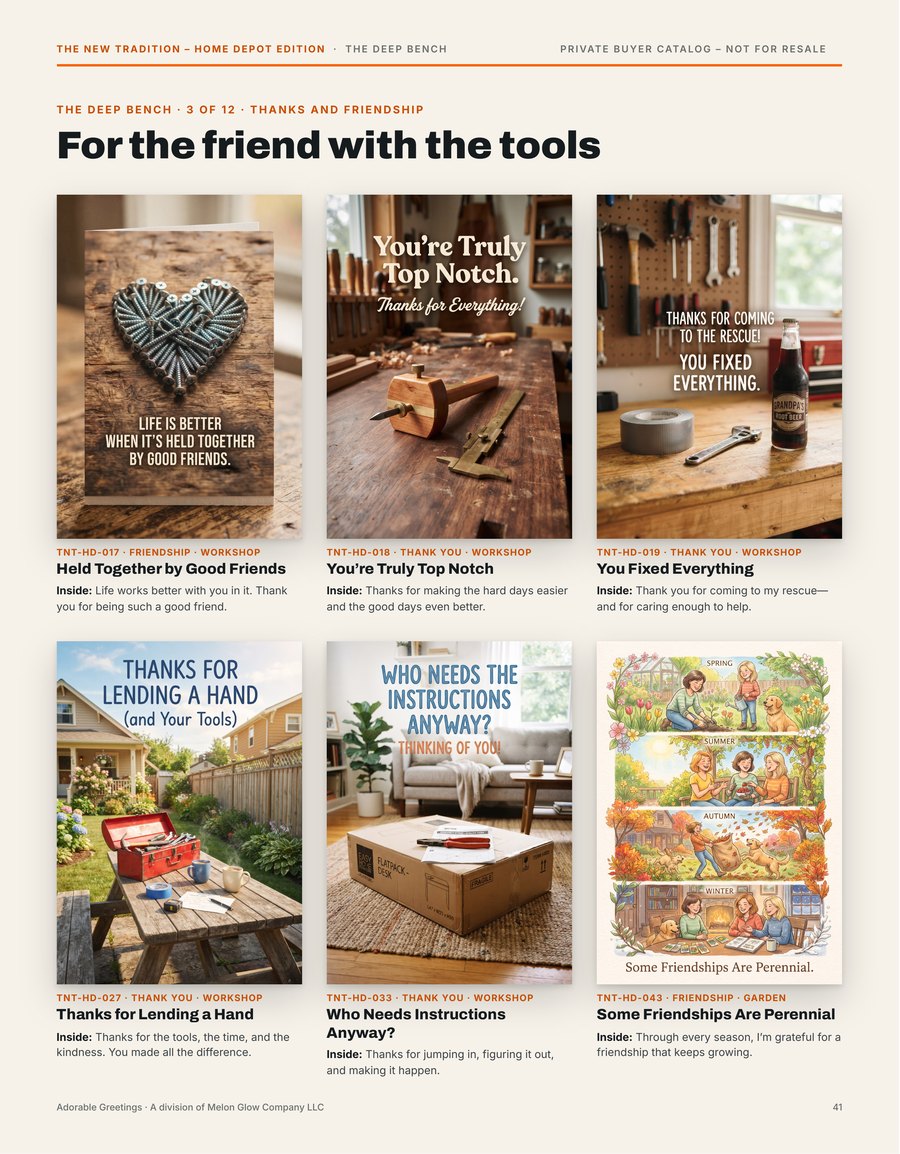 THE NEW TRADITION – HOME DEPOT EDITION · THE DEEP BENCH
PRIVATE BUYER CATALOG – NOT FOR RESALE
THE DEEP BENCH · 3 OF 12 · THANKS AND FRIENDSHIP
For the friend with the tools
LIFE IS BETTER
WHEN IT'S HELD TOGETHER
BY GOOD FRIENDS.
You're Truly
Top Notch.
Thanks for Everything!
THANKS FOR COMING
TO THE RESCUE!
YOU FIXED
EVERYTHING.
GRANDPA'S
ROOT BEER
TNT-HD-017 · FRIENDSHIP · WORKSHOP
Held Together by Good Friends
Inside: Life works better with you in it. Thank
you for being such a good friend.
TNT-HD-018 · THANK YOU · WORKSHOP
You’re Truly Top Notch
Inside: Thanks for making the hard days easier
and the good days even better.
TNT-HD-019 · THANK YOU · WORKSHOP
You Fixed Everything
Inside: Thank you for coming to my rescue—
and for caring enough to help.
THANKS FOR
LENDING A HAND
(and Your Tools)
WHO NEEDS THE
INSTRUCTIONS
ANYWAY?
THINKING OF YOU!
FLATPACK-
DESK
FRAGILE
SPRING
SUMMER
AUTUMN
WINTER
Some Friendships Are Perennial.
TNT-HD-027 · THANK YOU · WORKSHOP
Thanks for Lending a Hand
Inside: Thanks for the tools, the time, and the
kindness. You made all the difference.
TNT-HD-033 · THANK YOU · WORKSHOP
Who Needs Instructions
Anyway?
Inside: Thanks for jumping in, figuring it out,
and making it happen.
TNT-HD-043 · FRIENDSHIP · GARDEN
Some Friendships Are Perennial
Inside: Through every season, I’m grateful for a
friendship that keeps growing.
Adorable Greetings · A division of Melon Glow Company LLC
41